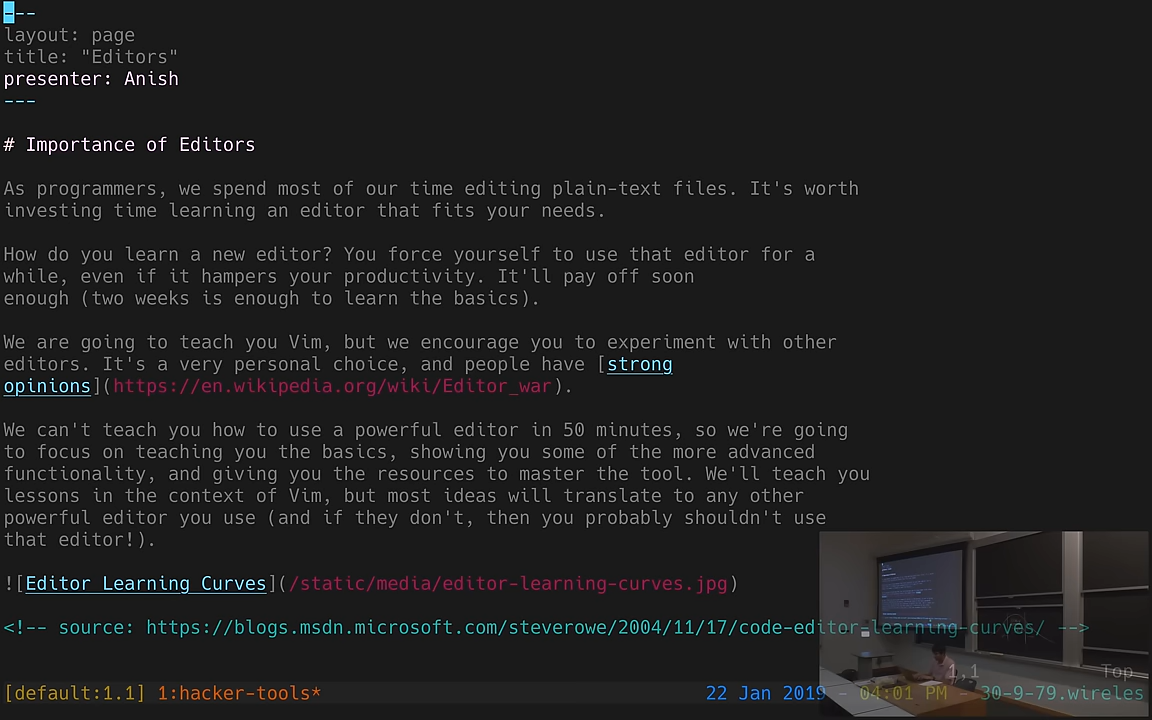 ---
layout: page
title: "Editors"
presenter: Anish
---
# Importance of Editors
As programmers, we spend most of our time editing plain-text files. It's worth
investing time learning an editor that fits your needs.
How do you learn a new editor? You force yourself to use that editor for a
while, even if it hampers your productivity. It'll pay off soon
enough (two weeks is enough to learn the basics).
We are going to teach you Vim, but we encourage you to experiment with other
editors. It's a very personal choice, and people have [strong
opinions](https://en.wikipedia.org/wiki/Editor_war).
We can't teach you how to use a powerful editor in 50 minutes, so we're going
to focus on teaching you the basics, showing you some of the more advanced
functionality, and giving you the resources to master the tool. We'll teach you
lessons in the context of Vim, but most ideas will translate to any other
powerful editor you use (and if they don't, then you probably shouldn't use
that editor!).
![Editor Learning Curves](/static/media/editor-learning-curves.jpg)
<!-- source: https://blogs.msdn.microsoft.com/steverowe/2004/11/17/code-editor-learning-curves/ -->
1,1 Top
[default:1.1] 1:hacker-tools* 22 Jan 2019 - 04:01 PM - 30-9-79.wireles